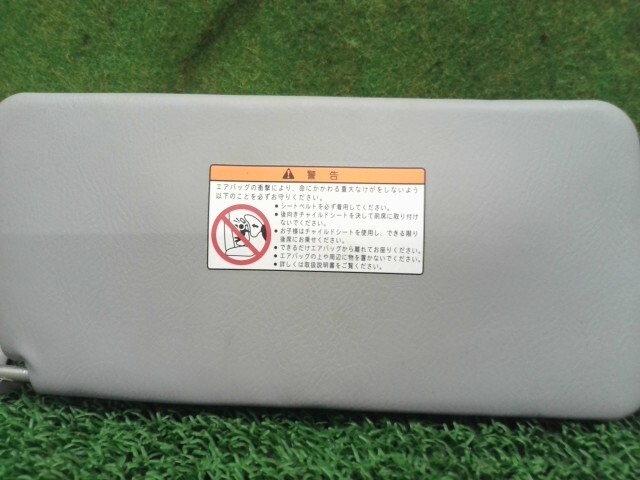 警告
エアバッグの衝撃により、命にかかわる重大なけがをしないよう
以下のことを必ずお守りください。
●シートベルトを必ず着用してください。
●後向きチャイルドシートを決して前席に取り付け
ないでください。
●お子様はチャイルドシートを使用し、できる限り
後席にお乗せください。
●できるだけエアバッグから離れてお座りください。
●エアバッグの上や周辺に物を置かないでください。
●詳しくは取扱説明書をご覧ください。